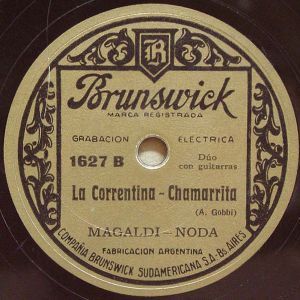 B
Brunswick
MARCA REGISTRADA
GRABACION ELÉCTRICA
1627 B
Dúo
con guitarras
La Correntina - Chamarrita
(A. Gobbi)
MAGALDI - NODA
FABRICACION ARGENTINA
COMPAÑIA BRUNSWICK SUDAMERICANA S.A. - Bs AIRES